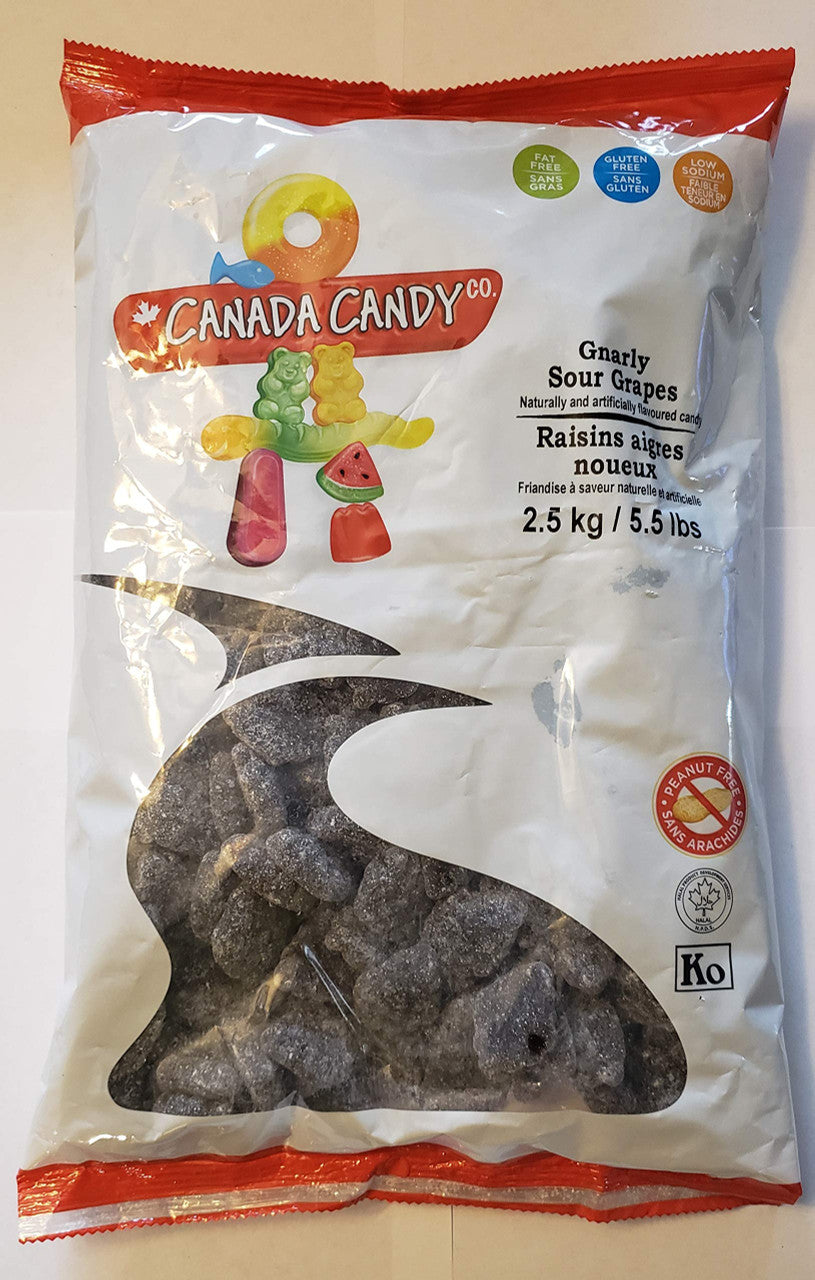 FAT
FREE
SANS
GRAS
GLUTEN
FREE
SANS
GLUTEN
LOW
SODIUM
FAIBLE
TENEUR EN
SODIUM
CANADA CANDY CO.
Gnarly
Sour Grapes
Naturally and artificially flavoured candy
Raisins aigres
noueux
Friandise à saveur naturelle et artificielle
2.5 kg / 5.5 lbs
PEANUT FREE
SANS ARACHIDES
HALAL
Ko